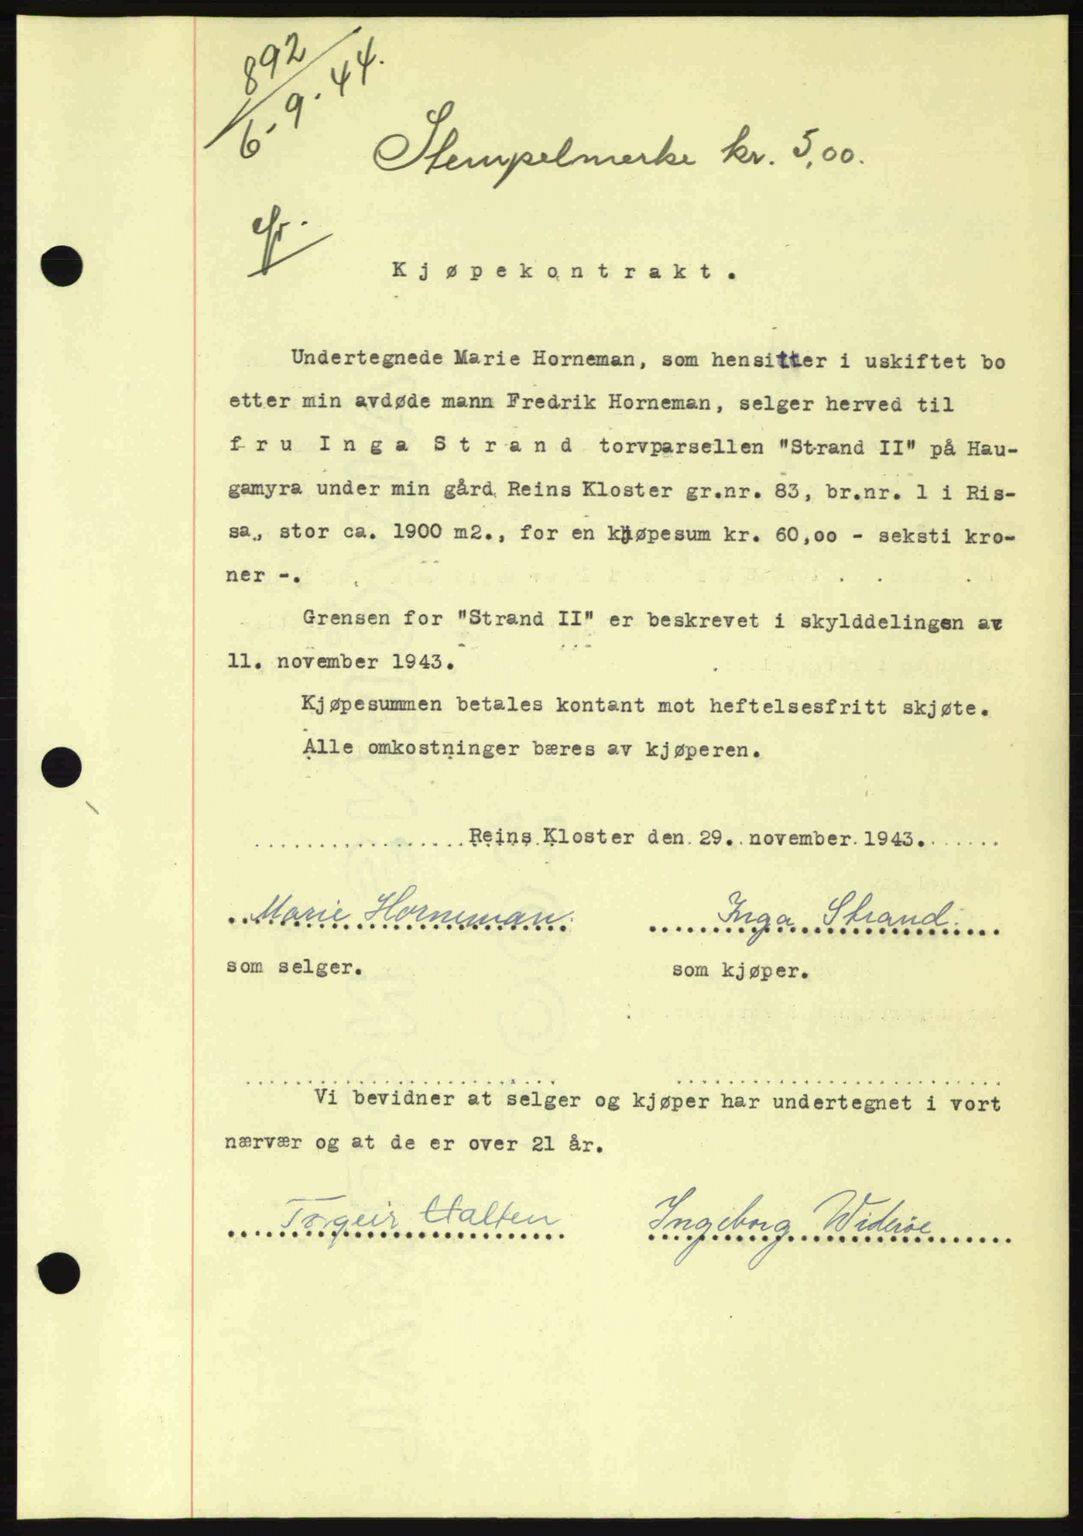 892
6-9-44.
Stempelmerke kr. 5,00.
Kjøpekontrakt.
Undertegnede Marie Horneman, som hensitter i uskiftet bo
etter min avdøde mann Fredrik Horneman, selger herved til
fru Inga Strand torvparsellen "Strand II" på Hau-
gamyra under min gård Reins Kloster gr.nr. 83, br.nr. 1 i Ris-
sa, stor ca. 1900 m2., for en kjøpesum kr. 60,00 - seksti kro-
ner -.
Grensen for "Strand II" er beskrevet i skylddelingen av
11. november 1943.
Kjøpesummen betales kontant mot heftelsesfritt skjøte.
Alle omkostninger bæres av kjøperen.
Reins Kloster den 29. november 1943.
Marie Horneman. Inga Strand.
som selger. som kjøper.
Vi bevidner at selger og kjøper har undertegnet i vort
nærvær og at de er over 21 år.
Torgeir Halten Ingeborg Widerøe